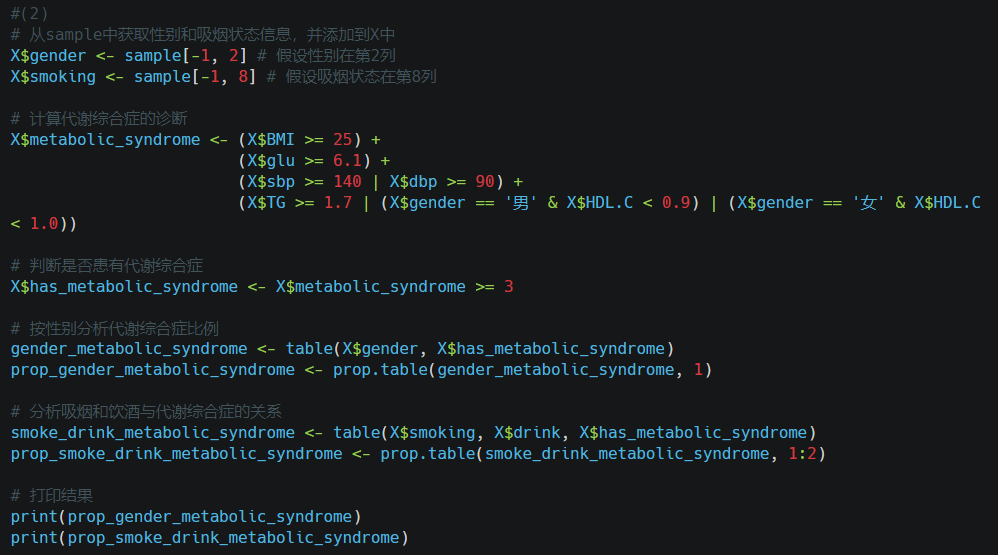 #(2)
# 从sample中获取性别和吸烟状态信息，并添加到X中
X$gender <- sample[-1, 2] # 假设性别在第2列
X$smoking <- sample[-1, 8] # 假设吸烟状态在第8列
# 计算代谢综合症的诊断
X$metabolic_syndrome <- (X$BMI >= 25) +
(X$glu >= 6.1) +
(X$sbp >= 140 | X$dbp >= 90) +
(X$TG >= 1.7 | (X$gender == '男' & X$HDL.C < 0.9) | (X$gender == '女' & X$HDL.C
< 1.0))
# 判断是否患有代谢综合症
X$has_metabolic_syndrome <- X$metabolic_syndrome >= 3
# 按性别分析代谢综合症比例
gender_metabolic_syndrome <- table(X$gender, X$has_metabolic_syndrome)
prop_gender_metabolic_syndrome <- prop.table(gender_metabolic_syndrome, 1)
# 分析吸烟和饮酒与代谢综合症的关系
smoke_drink_metabolic_syndrome <- table(X$smoking, X$drink, X$has_metabolic_syndrome)
prop_smoke_drink_metabolic_syndrome <- prop.table(smoke_drink_metabolic_syndrome, 1:2)
# 打印结果
print(prop_gender_metabolic_syndrome)
print(prop_smoke_drink_metabolic_syndrome)